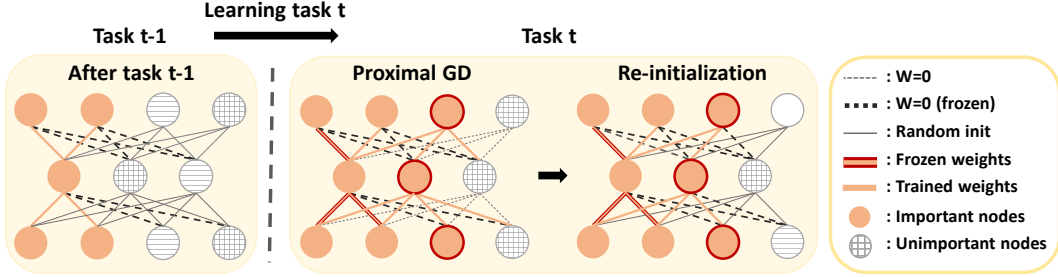 Learning task t
Task t-1
Task t
After task t-1
Proximal GD
Re-initialization
: W=0
: W=0 (frozen)
: Random init
: Frozen weights
: Trained weights
: Important nodes
: Unimportant nodes